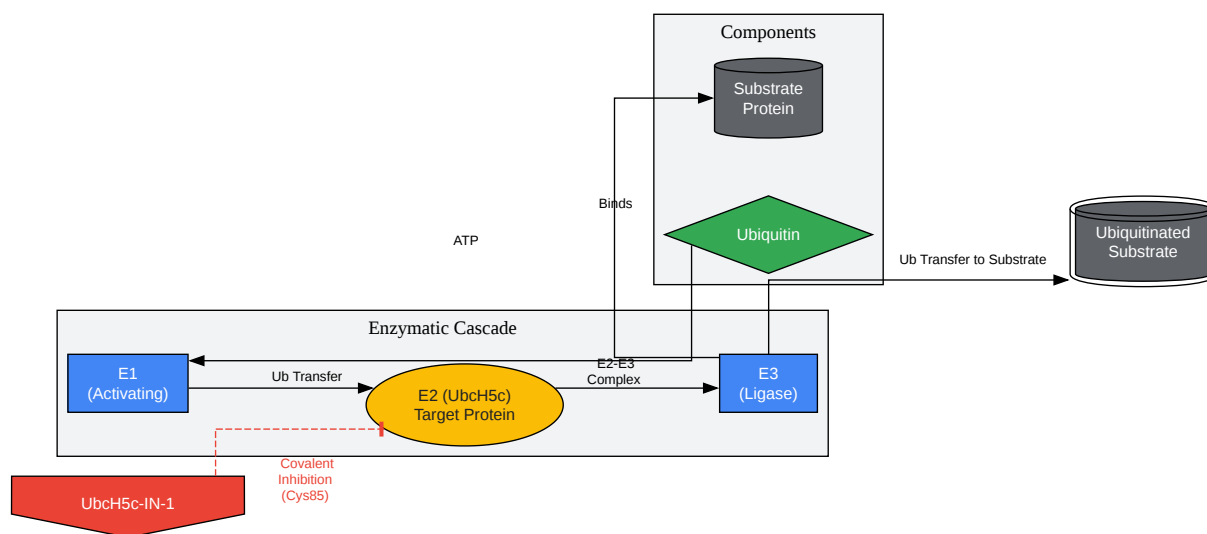 Components
Substrate
Protein
Binds
ATP
Ubiquitin
Ub Transfer to Substrate
Ubiquitinated
Substrate
Enzymatic Cascade
E1
(Activating)
Ub Transfer
E2 (UbcH5c)
Target Protein
E2-E3
Complex
E3
(Ligase)
Covalent
Inhibition
(Cys85)
UbcH5c-IN-1